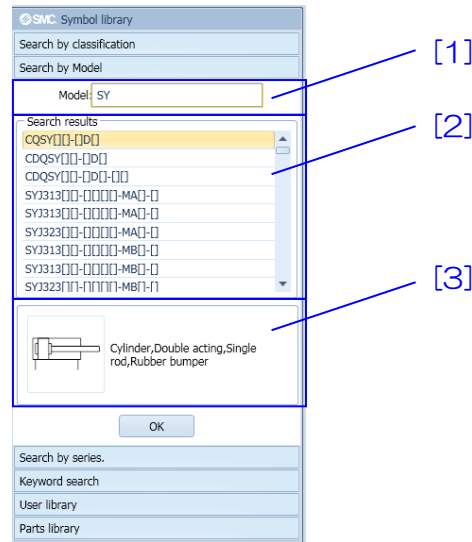 SMC Symbol library
Search by classification
Search by Model
[1]
Model: SY
[2]
Search results
CQSY[][]-[]D[]
CDQSY[][]-[]D[]
CDQSY[][]-[]D[]-[][]
SYJ313[][]-[][][][]-MA[]-[]
SYJ313[][]-[][][][]-MA[]-[]
SYJ323[][]-[][][][]-MA[]-[]
SYJ313[][]-[][][][]-MB[]-[]
SYJ313[][]-[][][][]-MB[]-[]
SYJ323[][]-[][][][]-MB[]-[]
[3]
Cylinder,Double acting,Single
rod,Rubber bumper
OK
Search by series.
Keyword search
User library
Parts library